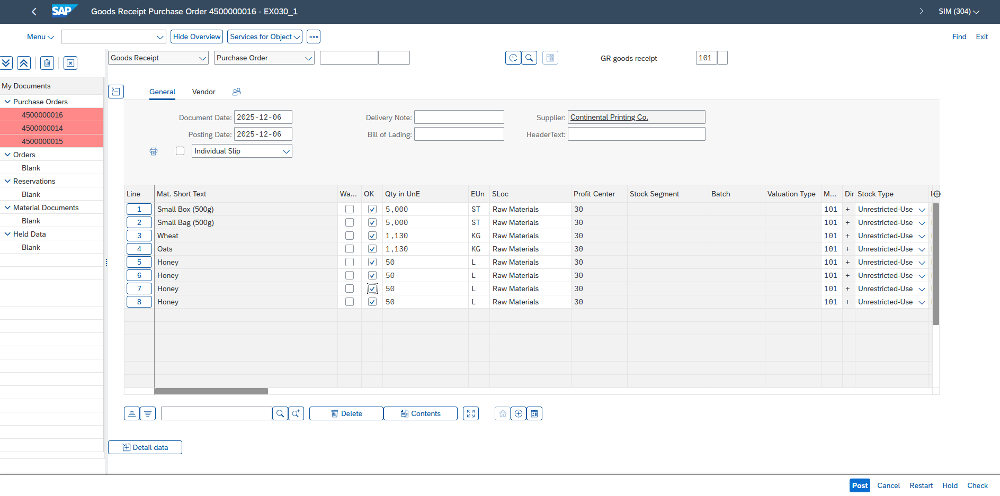 SAP Goods Receipt Purchase Order 4500000016 - EX030_1 SIM (304)
Menu Hide Overview Services for Object Find Exit
Goods Receipt Purchase Order GR goods receipt 101
My Documents
Purchase Orders
4500000016
4500000014
4500000015
Orders
Blank
Reservations
Blank
Material Documents
Blank
Held Data
Blank
General Vendor
Document Date: 2025-12-06 Delivery Note: Supplier: Continental Printing Co.
Posting Date: 2025-12-06 Bill of Lading: HeaderText:
Individual Slip
Line Mat. Short Text Wa... OK Qty in UnE EUn SLoc Profit Center Stock Segment Batch Valuation Type M... Dir Stock Type
1 Small Box (500g) 5,000 ST Raw Materials 30 101 + Unrestricted-Use
2 Small Bag (500g) 5,000 ST Raw Materials 30 101 + Unrestricted-Use
3 Wheat 1,130 KG Raw Materials 30 101 + Unrestricted-Use
4 Oats 1,130 KG Raw Materials 30 101 + Unrestricted-Use
5 Honey 50 L Raw Materials 30 101 + Unrestricted-Use
6 Honey 50 L Raw Materials 30 101 + Unrestricted-Use
7 Honey 50 L Raw Materials 30 101 + Unrestricted-Use
8 Honey 50 L Raw Materials 30 101 + Unrestricted-Use
Delete Contents
Detail data
Post Cancel Restart Hold Check